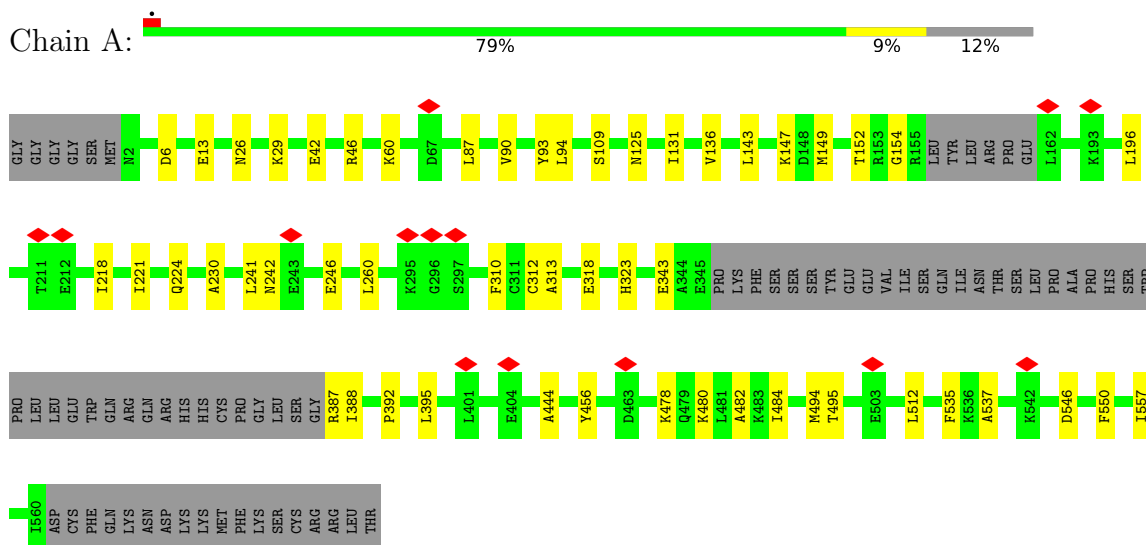 Chain A:
79% 9% 12%
GLY GLY GLY GLY SER MET N2 D6 E13 N26 K29 E42 R46 K60 D67 L87 V90 Y93 L94 S109 N125 I131 V136 L143 K147 D148 M149 T152 R153 G154 R155 LEU TYR LEU ARG PRO GLU L162 K193 L196
T211 E212 I218 I221 Q224 A230 L241 N242 E243 E246 L260 K295 G296 S297 F310 C311 C312 A313 E318 H323 E343 A344 E345 PRO LYS PHE SER SER SER TYR GLU GLU VAL ILE SER GLN ILE ASN THR SER LEU PRO ALA PRO HIS SER TRP
PRO LEU LEU GLU TRP GLN ARG GLN ARG HIS HIS CYS PRO GLY LEU SER GLY R387 I388 P392 L395 L401 E404 A444 Y456 D463 K478 Q479 K480 L481 A482 K483 I484 M494 T495 E503 L512 F535 K536 A537 K542 D546 F550 I557
I560 ASP CYS PHE GLN LYS ASN ASP LYS LYS MET PHE LYS SER CYS ARG ARG LEU THR